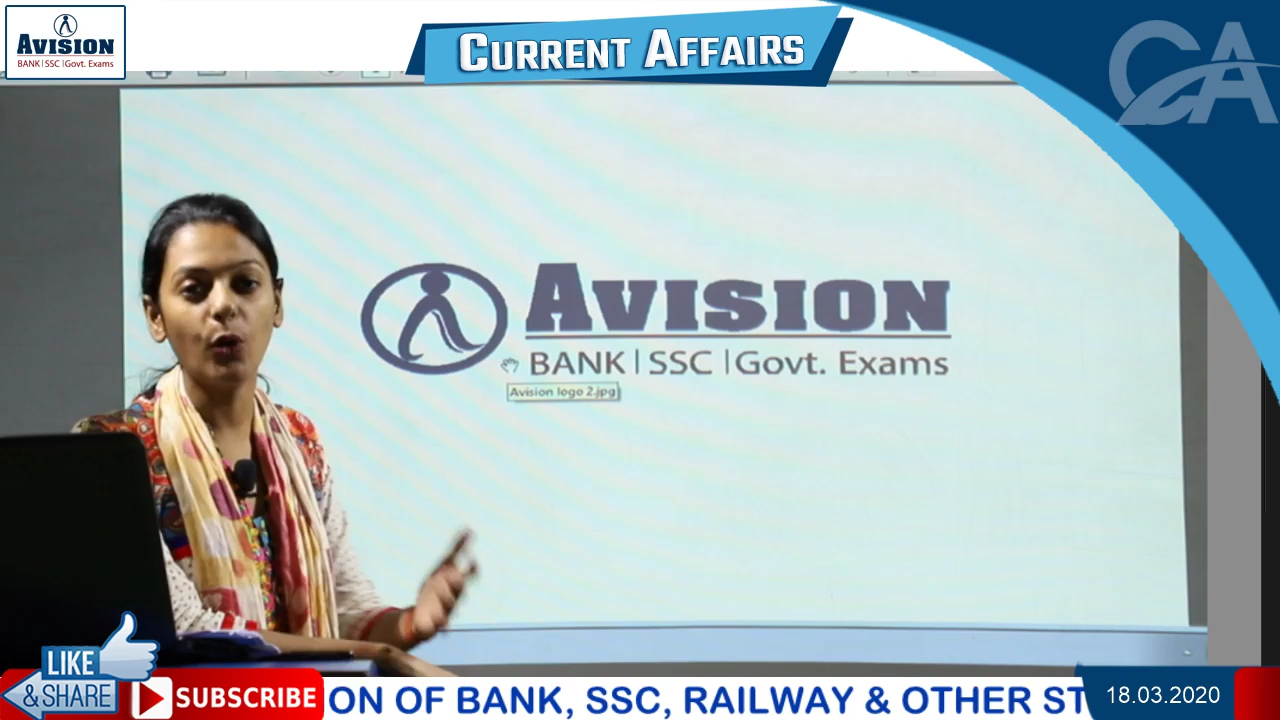 AVISION
BANK | SSC | Govt. Exams
CURRENT AFFAIRS
CA
AVISION
BANK | SSC | Govt. Exams
Avision logo 2.jpg
LIKE
& SHARE
SUBSCRIBE
ON OF BANK, SSC, RAILWAY & OTHER ST
18.03.2020